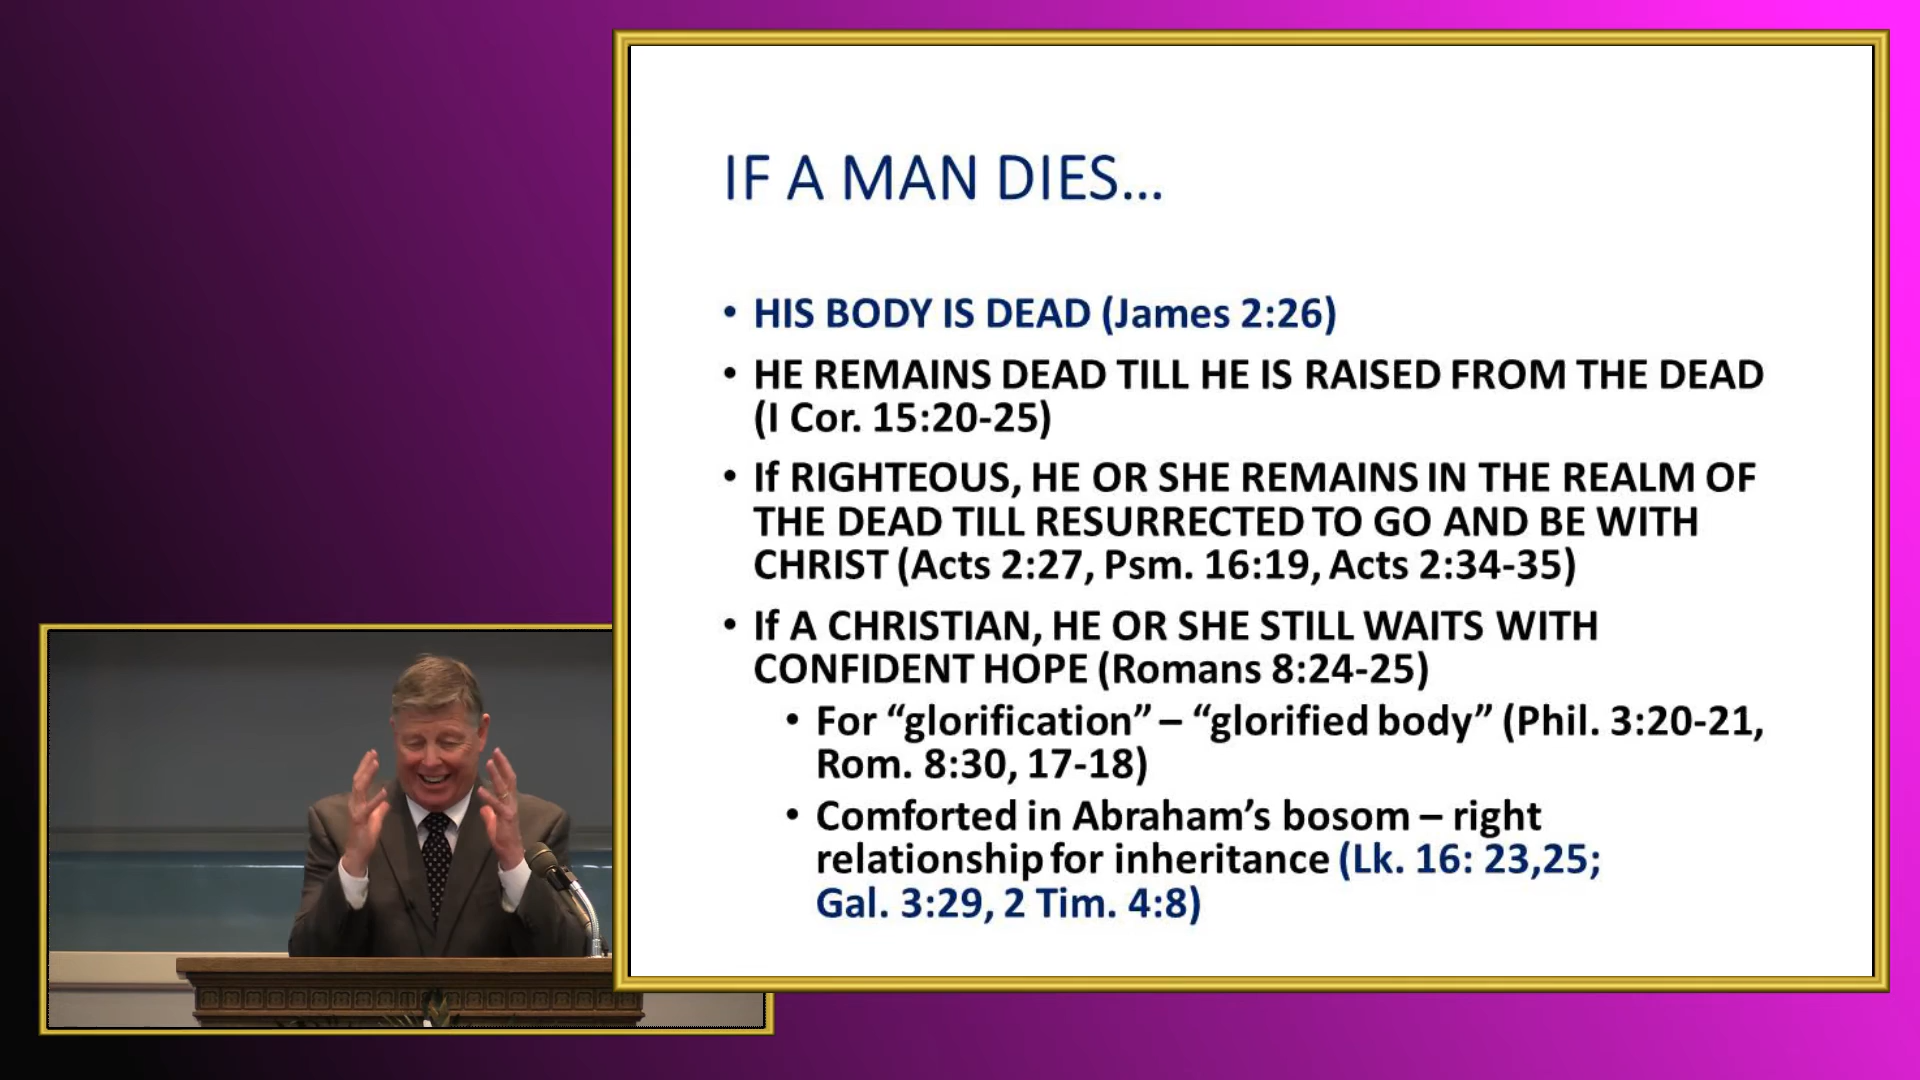 IF A MAN DIES...
• HIS BODY IS DEAD (James 2:26)
• HE REMAINS DEAD TILL HE IS RAISED FROM THE DEAD
(I Cor. 15:20-25)
• If RIGHTEOUS, HE OR SHE REMAINS IN THE REALM OF
THE DEAD TILL RESURRECTED TO GO AND BE WITH
CHRIST (Acts 2:27, Psm. 16:19, Acts 2:34-35)
• If A CHRISTIAN, HE OR SHE STILL WAITS WITH
CONFIDENT HOPE (Romans 8:24-25)
• For “glorification” – “glorified body” (Phil. 3:20-21,
Rom. 8:30, 17-18)
• Comforted in Abraham’s bosom – right
relationship for inheritance (Lk. 16: 23,25;
Gal. 3:29, 2 Tim. 4:8)